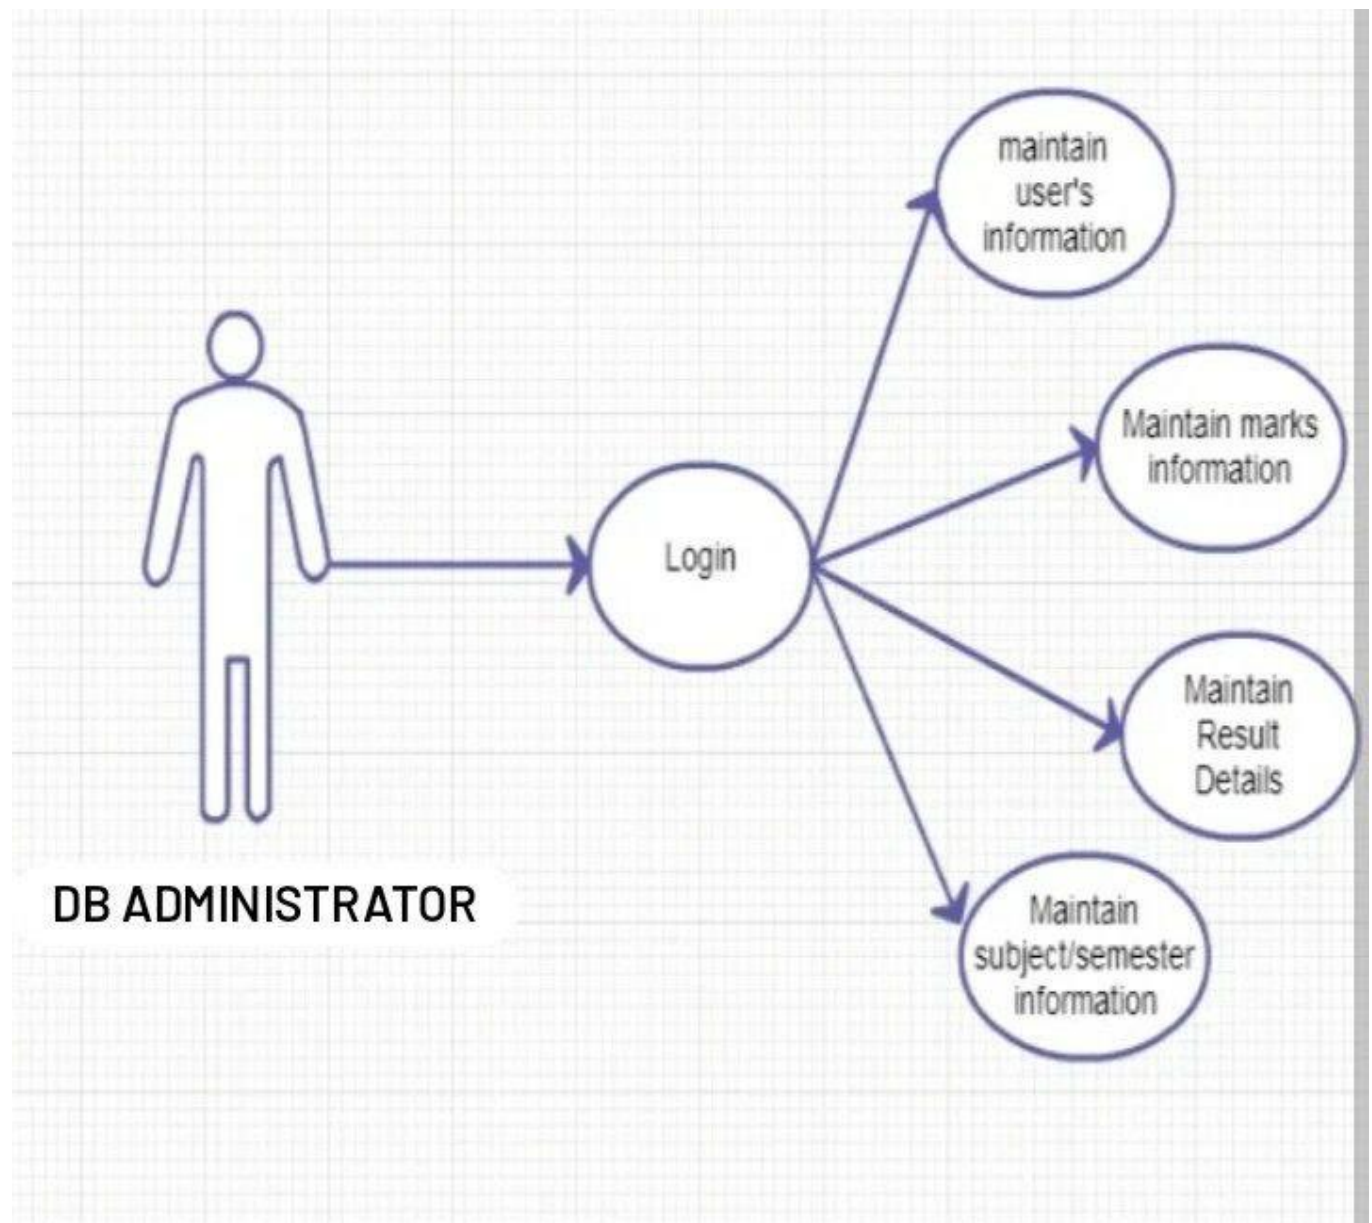 maintain
user's
information
Maintain marks
information
Login
Maintain
Result
Details
DB ADMINISTRATOR
Maintain
subject/semester
information